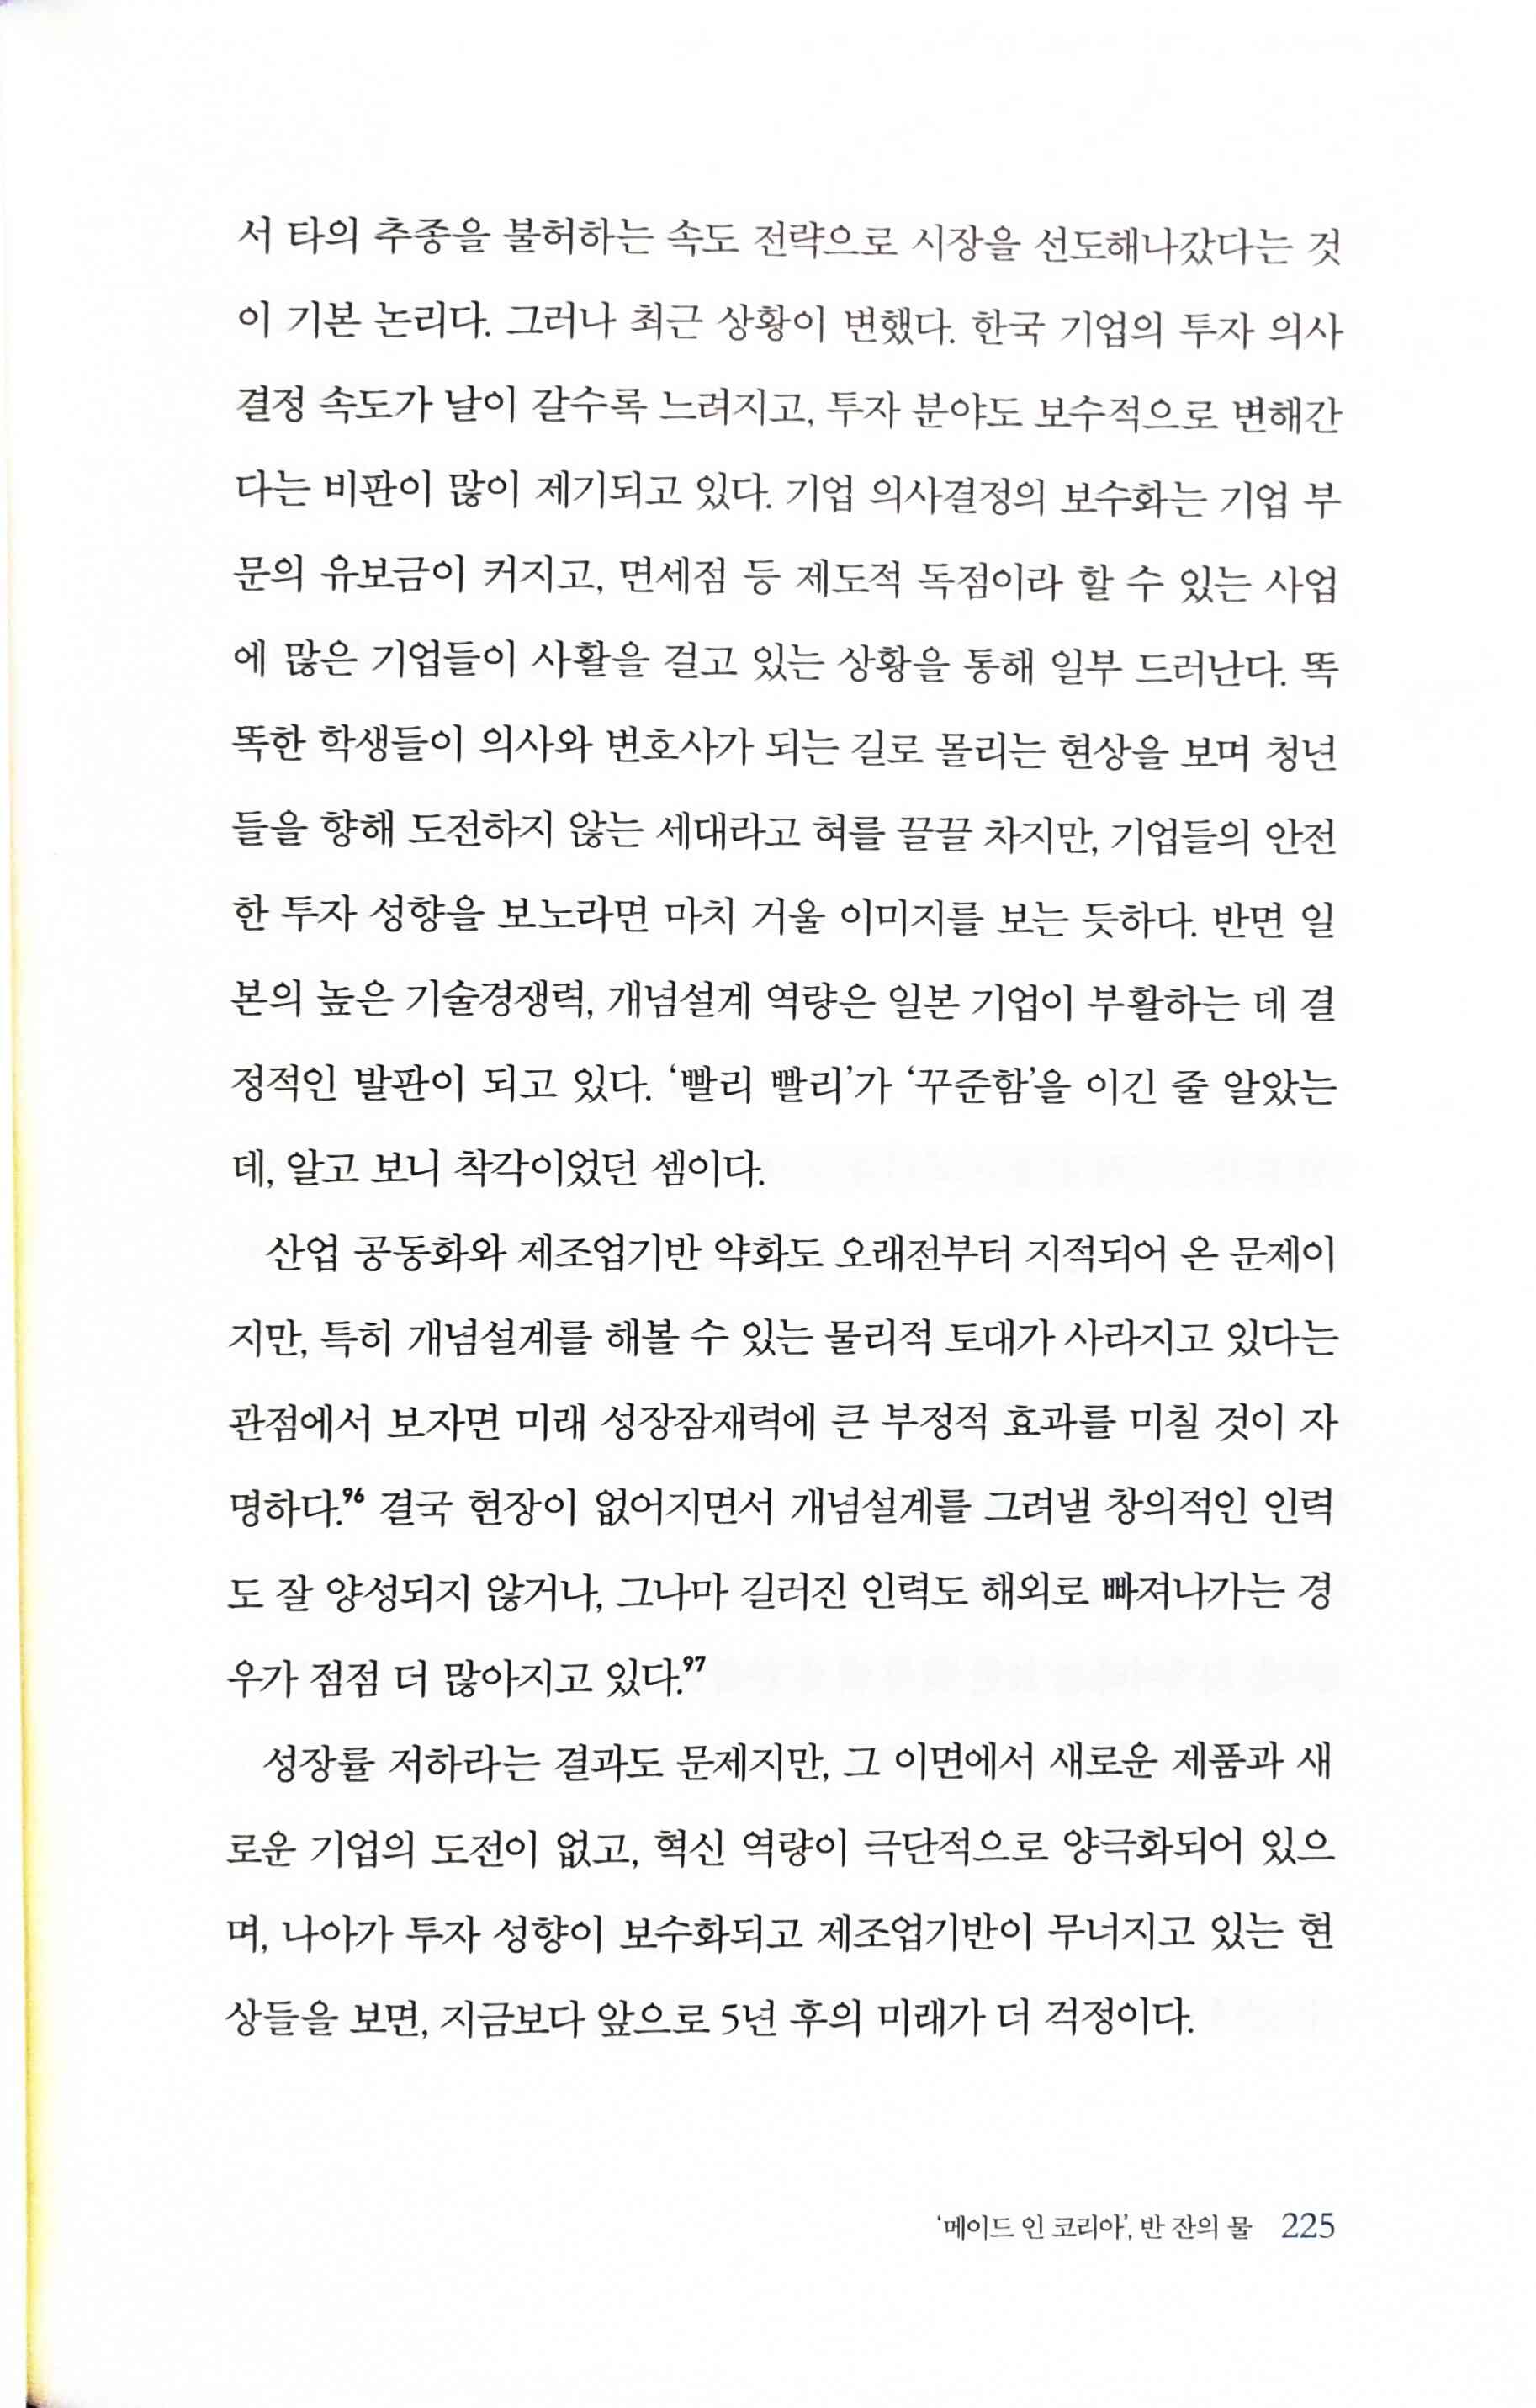 서 타의 추종을 불허하는 속도 전략으로 시장을 선도해나갔다는 것
이 기본 논리다. 그러나 최근 상황이 변했다. 한국 기업의 투자 의사
결정 속도가 날이 갈수록 느려지고, 투자 분야도 보수적으로 변해간
다는 비판이 많이 제기되고 있다. 기업 의사결정의 보수화는 기업 부
문의 유보금이 커지고, 면세점 등 제도적 독점이라 할 수 있는 사업
에 많은 기업들이 사활을 걸고 있는 상황을 통해 일부 드러난다. 똑
똑한 학생들이 의사와 변호사가 되는 길로 몰리는 현상을 보며 청년
들을 향해 도전하지 않는 세대라고 혀를 끌끌 차지만, 기업들의 안전
한 투자 성향을 보노라면 마치 거울 이미지를 보는 듯하다. 반면 일
본의 높은 기술경쟁력, 개념설계 역량은 일본 기업이 부활하는 데 결
정적인 발판이 되고 있다. ‘빨리 빨리’가 ‘꾸준함’을 이긴 줄 알았는
데, 알고 보니 착각이었던 셈이다.
산업 공동화와 제조업기반 약화도 오래전부터 지적되어 온 문제이
지만, 특히 개념설계를 해볼 수 있는 물리적 토대가 사라지고 있다는
관점에서 보자면 미래 성장잠재력에 큰 부정적 효과를 미칠 것이 자
명하다.96 결국 현장이 없어지면서 개념설계를 그려낼 창의적인 인력
도 잘 양성되지 않거나, 그나마 길러진 인력도 해외로 빠져나가는 경
우가 점점 더 많아지고 있다.97
성장률 저하라는 결과도 문제지만, 그 이면에서 새로운 제품과 새
로운 기업의 도전이 없고, 혁신 역량이 극단적으로 양극화되어 있으
며, 나아가 투자 성향이 보수화되고 제조업기반이 무너지고 있는 현
상들을 보면, 지금보다 앞으로 5년 후의 미래가 더 걱정이다.
‘메이드 인 코리아’, 반 잔의 물 225